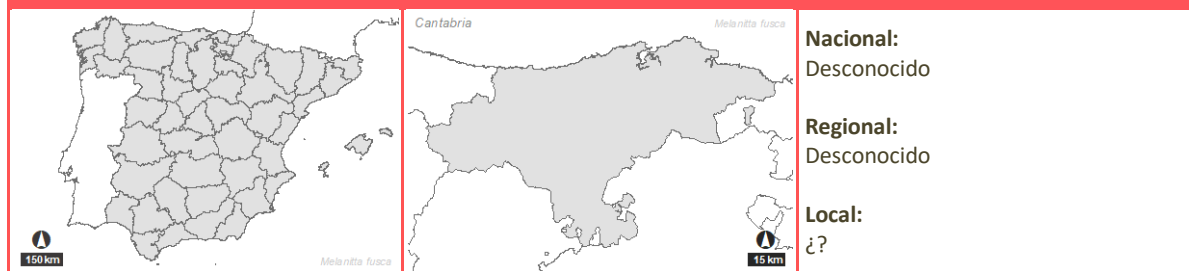 150 km
Melanitta fusca
Cantabria
Melanitta fusca
15 km
Nacional:
Desconocido
Regional:
Desconocido
Local:
¿?